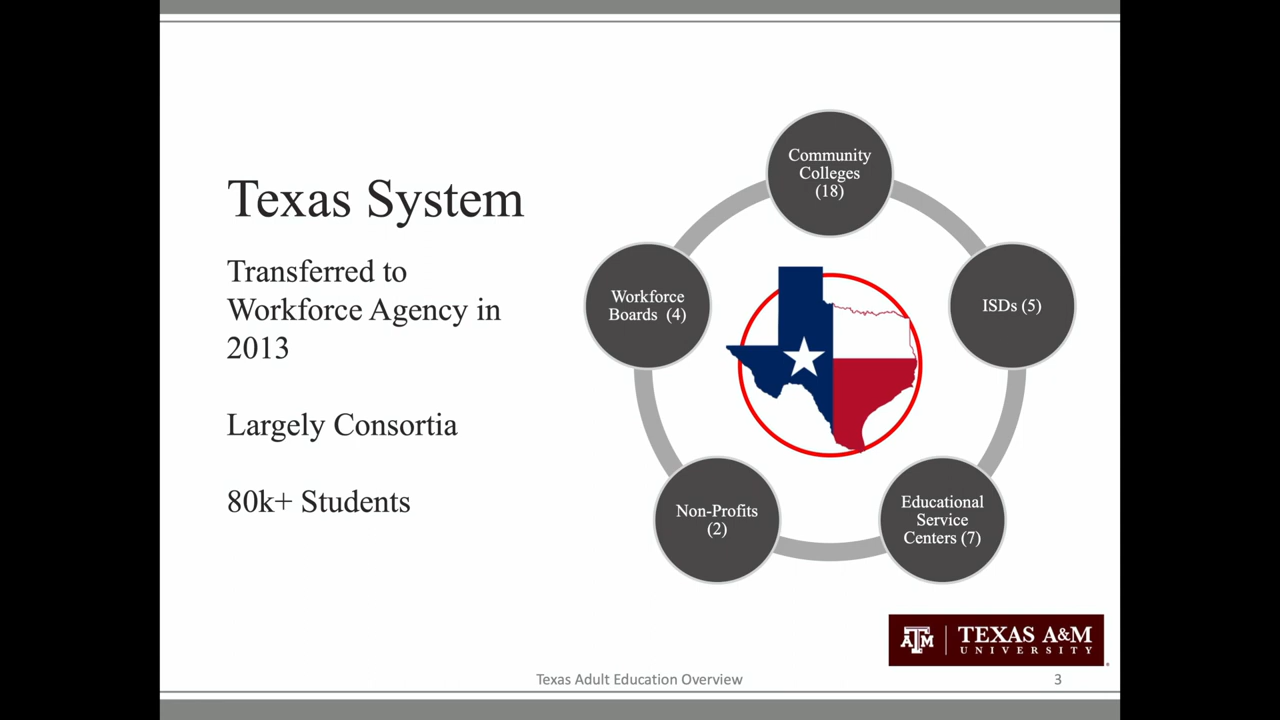 Texas System
Transferred to
Workforce Agency in
2013
Largely Consortia
80k+ Students
Community
Colleges
(18)
ISDs (5)
Educational
Service
Centers (7)
Non-Profits
(2)
Workforce
Boards (4)
ATM
TEXAS A&M
UNIVERSITY
Texas Adult Education Overview
3